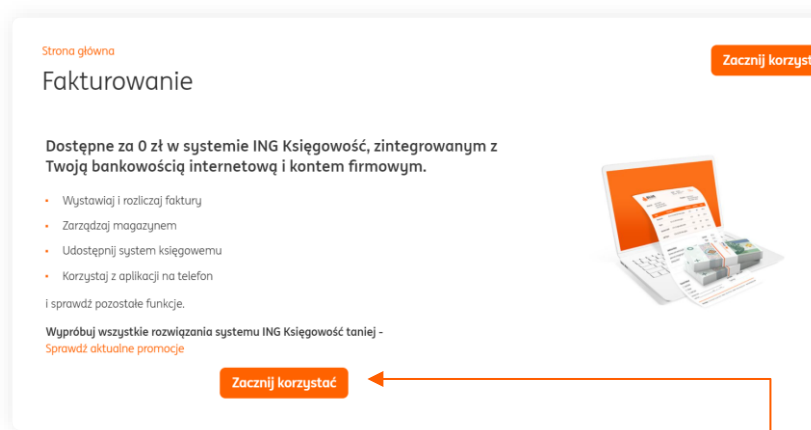 Strona główna
Fakturowanie
Zacznij
Dostępne za 0 zł w systemie ING Księgowość, zintegrowanym z
Twoją bankowością internetową i kontem firmowym.
Wystawiaj i rozliczaj faktury
Zarządzaj magazynem
Udostępnij system księgowemu
Korzystaj z aplikacji na telefon
i sprawdź pozostałe funkcje.
Wypróbuj wszystkie rozwiązania systemu ING Księgowość taniej -
Sprawdź aktualne promocje
Zacznij korzystać